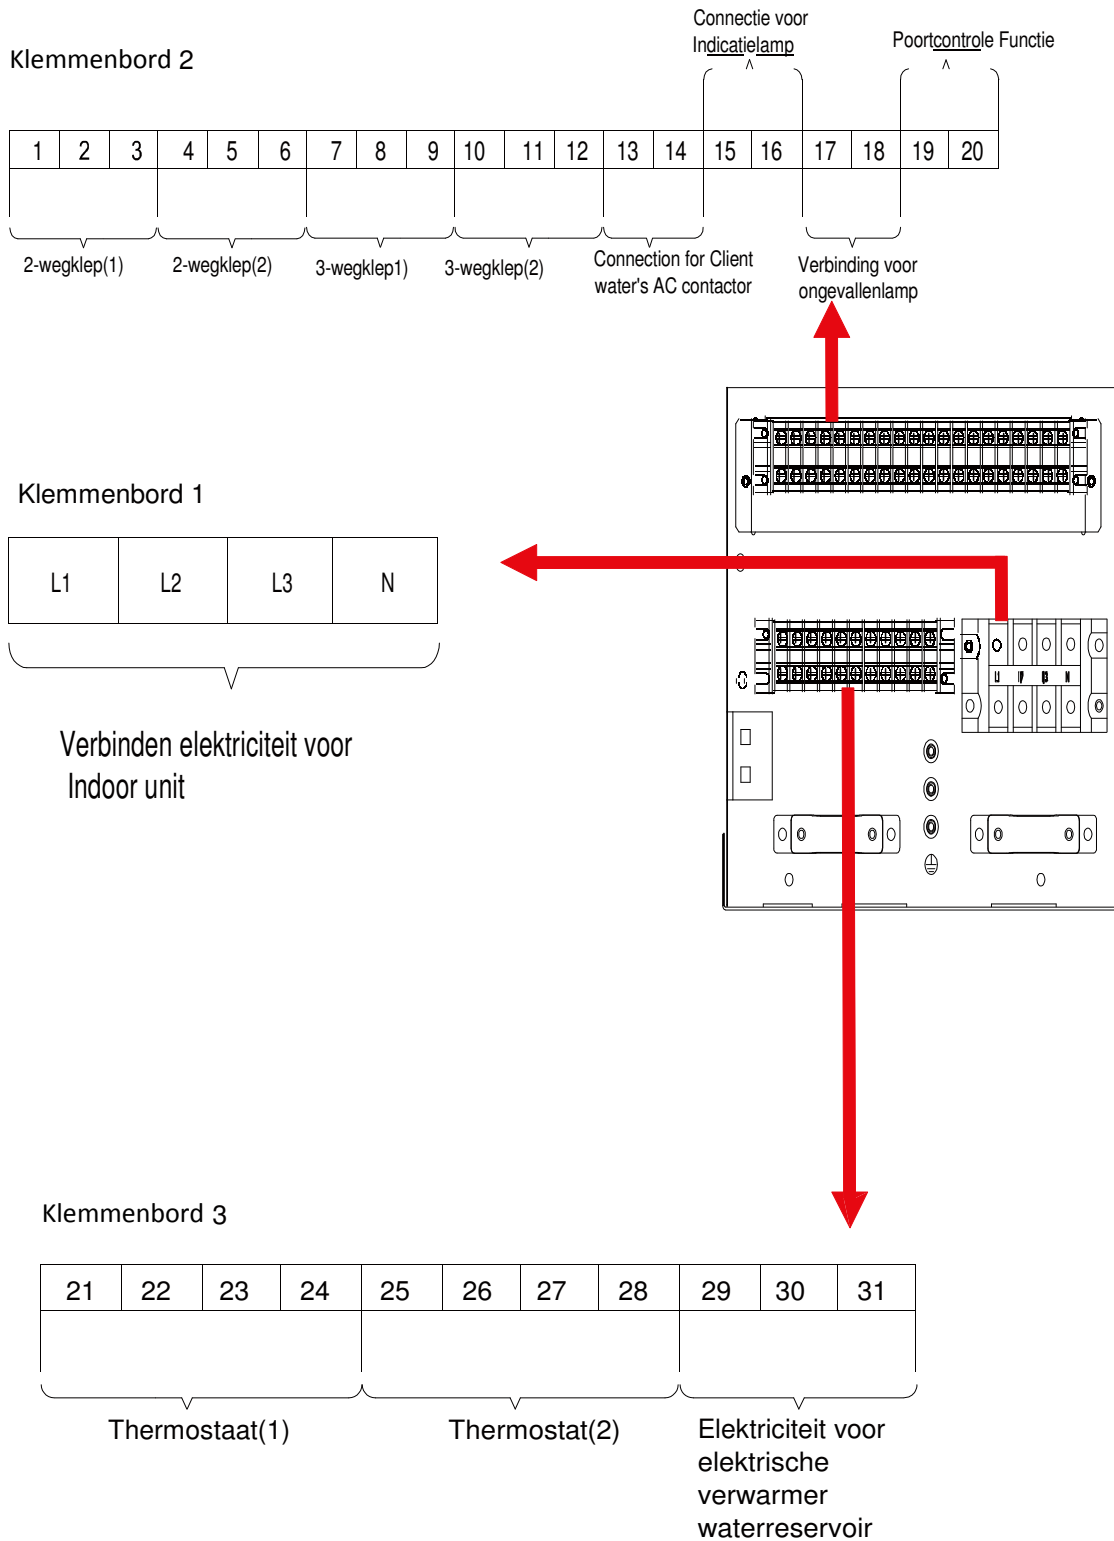 Connectie voor
Indicatielamp
Poortcontrole Functie
Klemmenbord 2
1 2 3 4 5 6 7 8 9 10 11 12 13 14 15 16 17 18 19 20
2-wegklep(1)
2-wegklep(2)
3-wegklep1)
3-wegklep(2)
Connection for Client
water's AC contactor
Verbinding voor
ongevallenlamp
Klemmenbord 1
L1 L2 L3 N
Verbinden elektriciteit voor
Indoor unit
L1 N
Klemmenbord 3
21 22 23 24 25 26 27 28 29 30 31
Thermostaat(1)
Thermostat(2)
Elektriciteit voor
elektrische
verwarmer
waterreservoir